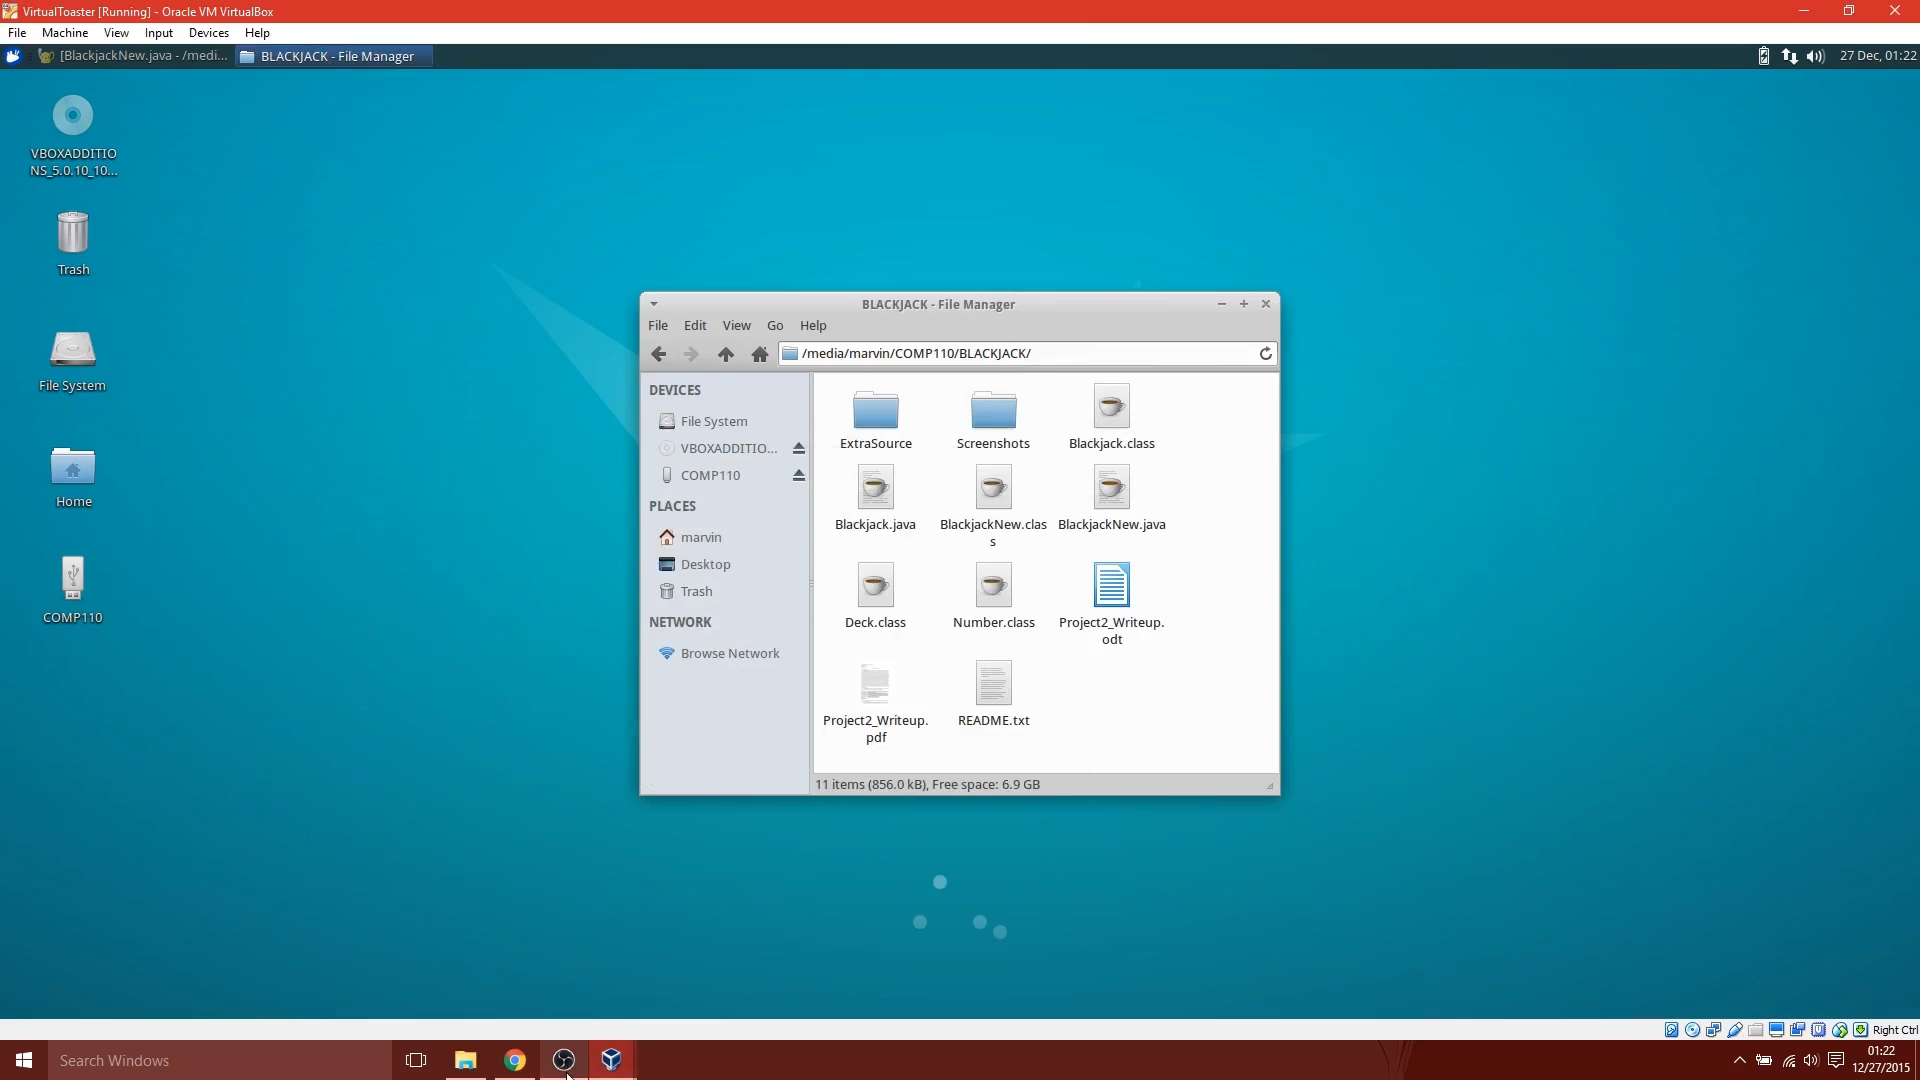 VirtualToaster [Running] - Oracle VM VirtualBox
File Machine View Input Devices Help
[BlackjackNew.java - /medi... BLACKJACK - File Manager 27 Dec, 01:22
VBOXADDITIO
NS_5.0.10_10...
Trash
File System
Home
COMP110
BLACKJACK - File Manager
File Edit View Go Help
/media/marvin/COMP110/BLACKJACK/
DEVICES
File System
VBOXADDITIO...
COMP110
PLACES
marvin
Desktop
Trash
NETWORK
Browse Network
ExtraSource Screenshots Blackjack.class
Blackjack.java BlackjackNew.clas BlackjackNew.java
s
Deck.class Number.class Project2_Writeup.
odt
Project2_Writeup. README.txt
pdf
11 items (856.0 kB), Free space: 6.9 GB
Right Ctrl
Search Windows
01:22
12/27/2015